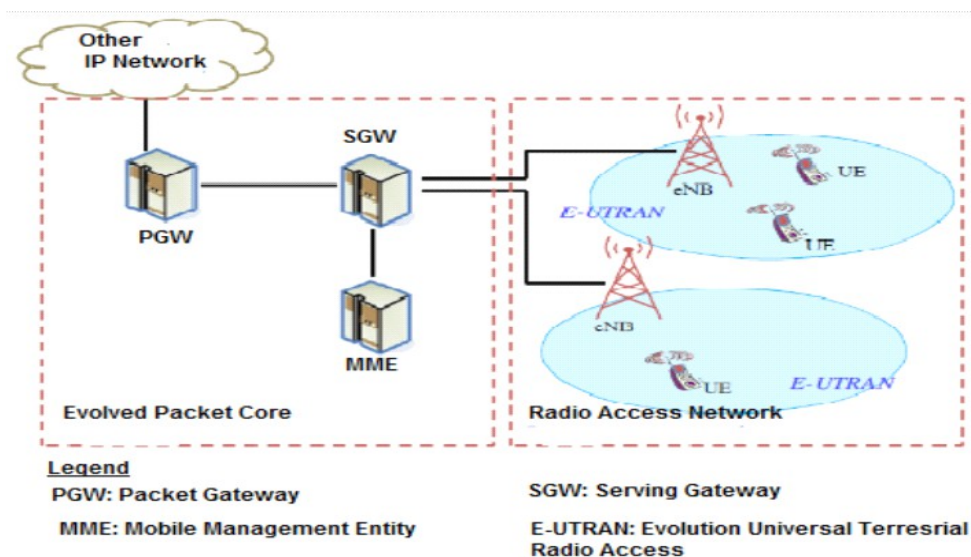 Other
IP Network
SGW
PGW
MME
Evolved Packet Core
eNB
UE
UE
E-UTRAN
eNB
UE
E-UTRAN
Radio Access Network
Legend
PGW: Packet Gateway
SGW: Serving Gateway
MME: Mobile Management Entity
E-UTRAN: Evolution Universal Terresrial
Radio Access